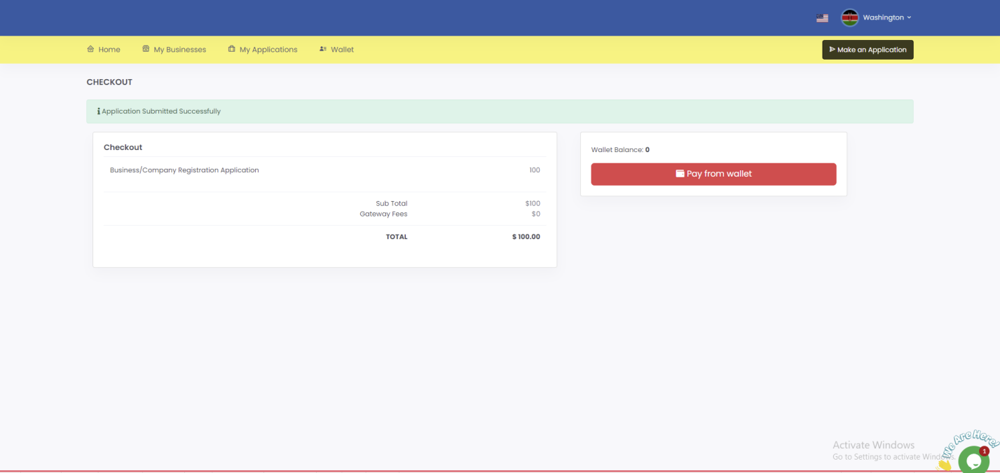 Washington
Home My Businesses My Applications Wallet Make an Application
CHECKOUT
Application Submitted Successfully
Checkout
Business/Company Registration Application 100
Sub Total $100
Gateway Fees $0
TOTAL $ 100.00
Wallet Balance: 0
Pay from wallet
Activate Windows
Go to Settings to activate Windows.
We Are Here!
1